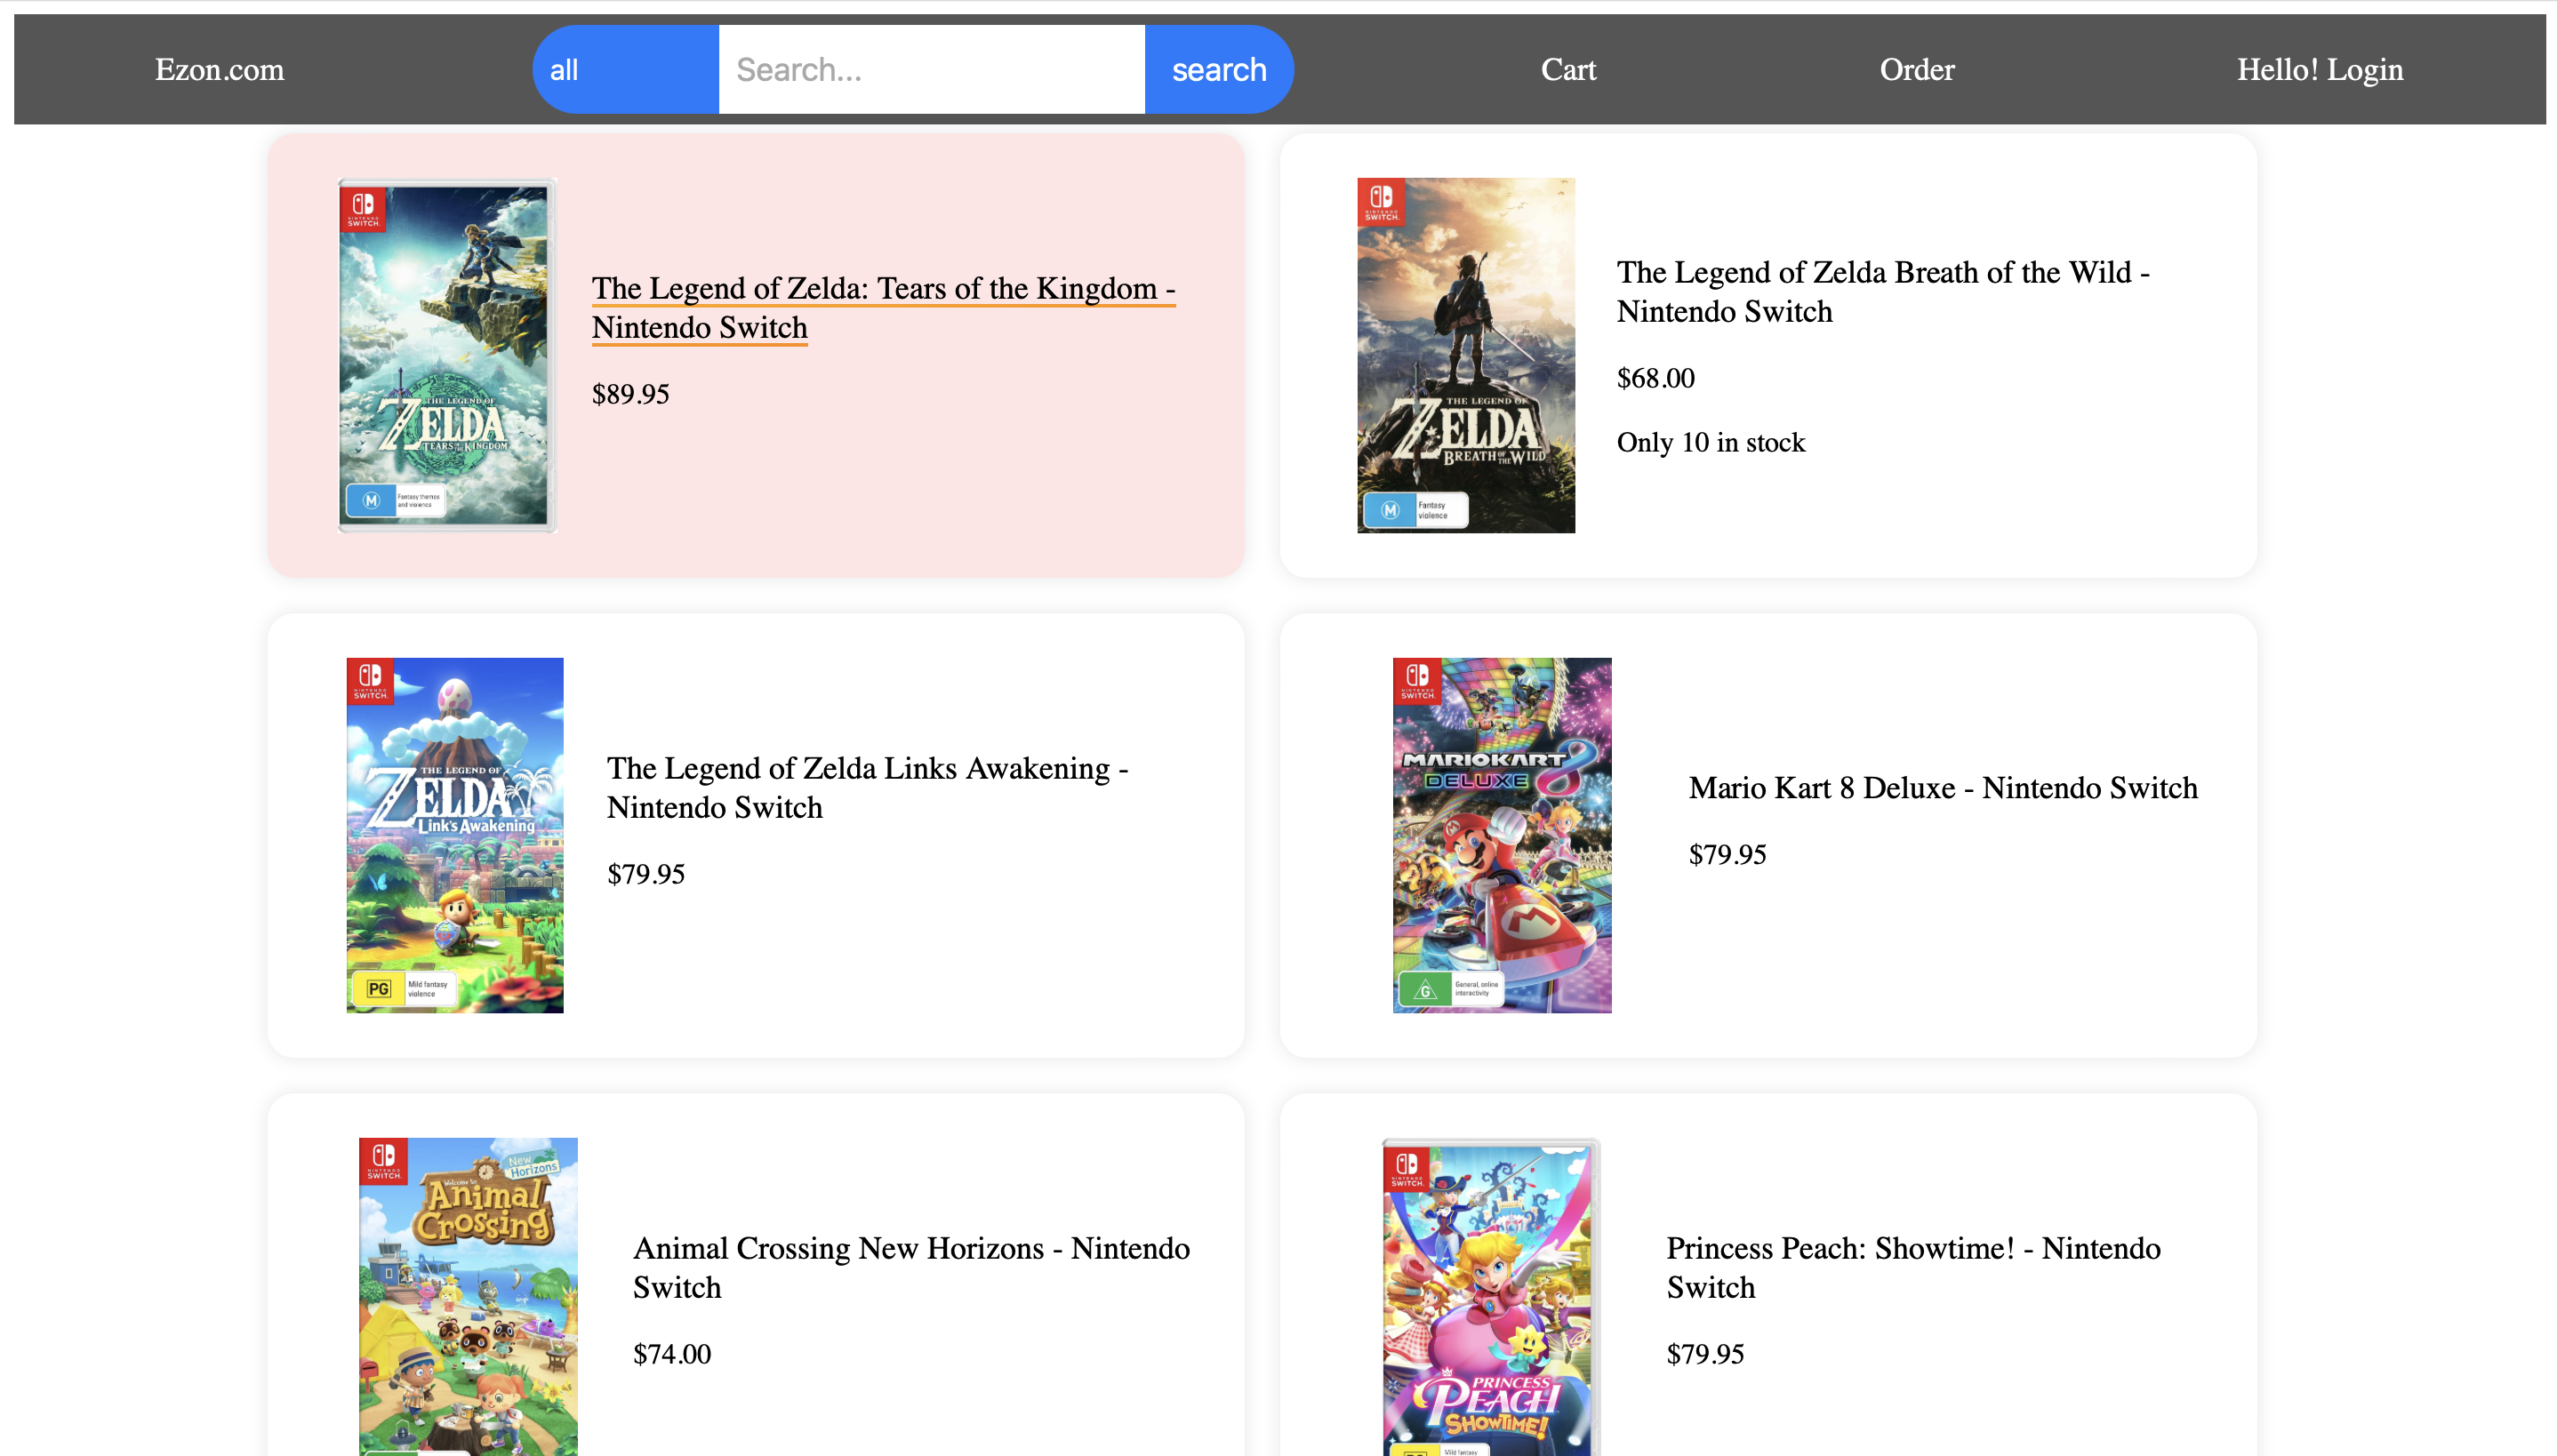 Ezon.com
all
Search...
search
Cart
Order
Hello! Login
NINTENDO
SWITCH.
THE LEGEND OF
ZELDA
TEARS OF THE KINGDOM
M
Fantasy themes
and violence
The Legend of Zelda: Tears of the Kingdom -
Nintendo Switch
$89.95
NINTENDO
SWITCH.
THE LEGEND OF
ZELDA
BREATH OF THE WILD
M
Fantasy
violence
The Legend of Zelda Breath of the Wild -
Nintendo Switch
$68.00
Only 10 in stock
NINTENDO
SWITCH.
THE LEGEND OF
ZELDA
Link's Awakening
PG
Mild fantasy
violence
The Legend of Zelda Links Awakening -
Nintendo Switch
$79.95
NINTENDO
SWITCH.
MARIOKART 8
DELUXE
M
M
G
General, online
interactivity
Mario Kart 8 Deluxe - Nintendo Switch
$79.95
NINTENDO
SWITCH.
New
Horizons
Welcome to
Animal
Crossing
Animal Crossing New Horizons - Nintendo
Switch
$74.00
NINTENDO
SWITCH.
PRINCESS
PEACH
SHOWTIME!
Mild fantasy
Princess Peach: Showtime! - Nintendo
Switch
$79.95